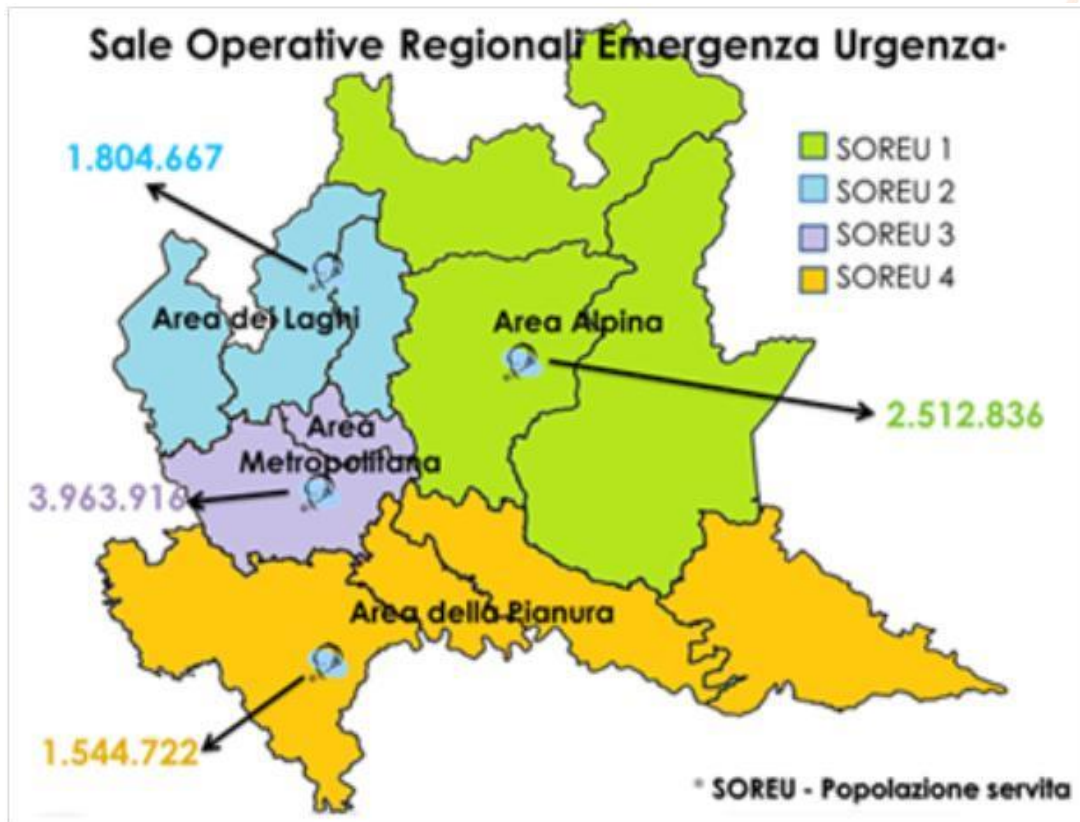 Sale Operative Regionali Emergenza Urgenza*
1.804.667
SOREU 1
SOREU 2
SOREU 3
SOREU 4
Area dei Laghi
Area Alpina
2.512.836
Area
Metropolitana
3.963.916
Area della Pianura
1.544.722
* SOREU - Popolazione servita